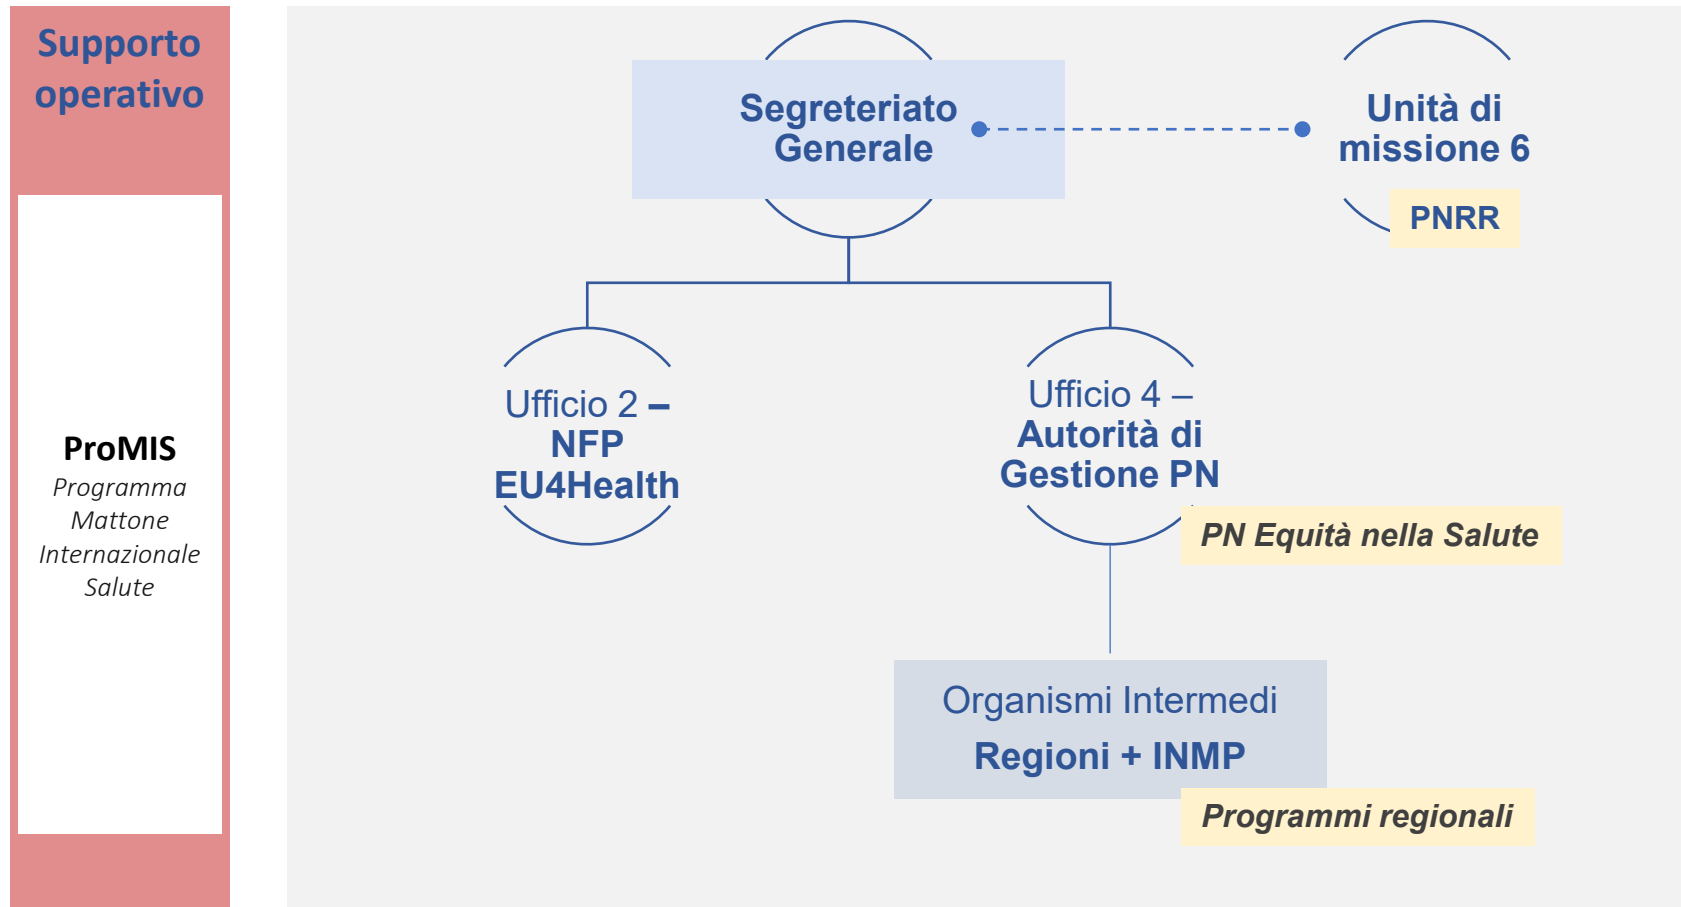 Supporto
operativo
ProMIS
Programma
Mattone
Internazionale
Salute
Segreteriato
Generale
Unità di
missione 6
PNRR
Ufficio 2 –
NFP
EU4Health
Ufficio 4 –
Autorità di
Gestione PN
PN Equità nella Salute
Organismi Intermedi
Regioni + INMP
Programmi regionali